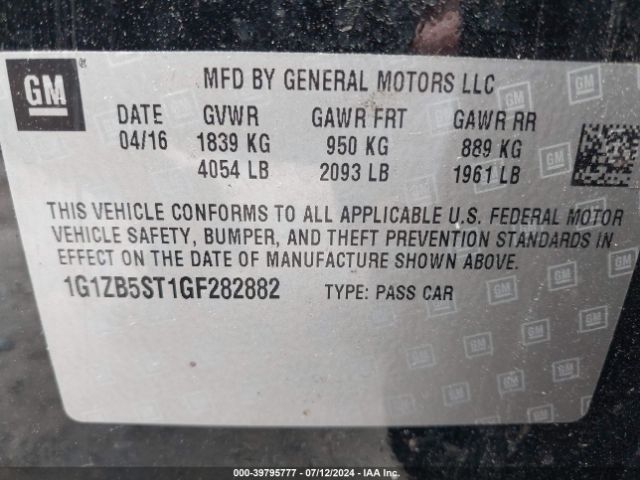 GM
MFD BY GENERAL MOTORS LLC
DATE GVWR GAWR FRT GAWR RR
04/16 1839 KG 950 KG 889 KG
4054 LB 2093 LB 1961 LB
THIS VEHICLE CONFORMS TO ALL APPLICABLE U.S. FEDERAL MOTOR
VEHICLE SAFETY, BUMPER, AND THEFT PREVENTION STANDARDS IN
EFFECT ON THE DATE OF MANUFACTURE SHOWN ABOVE.
1G1ZB5ST1GF282882 TYPE: PASS CAR
000-39795777 - 07/12/2024 - IAA Inc.